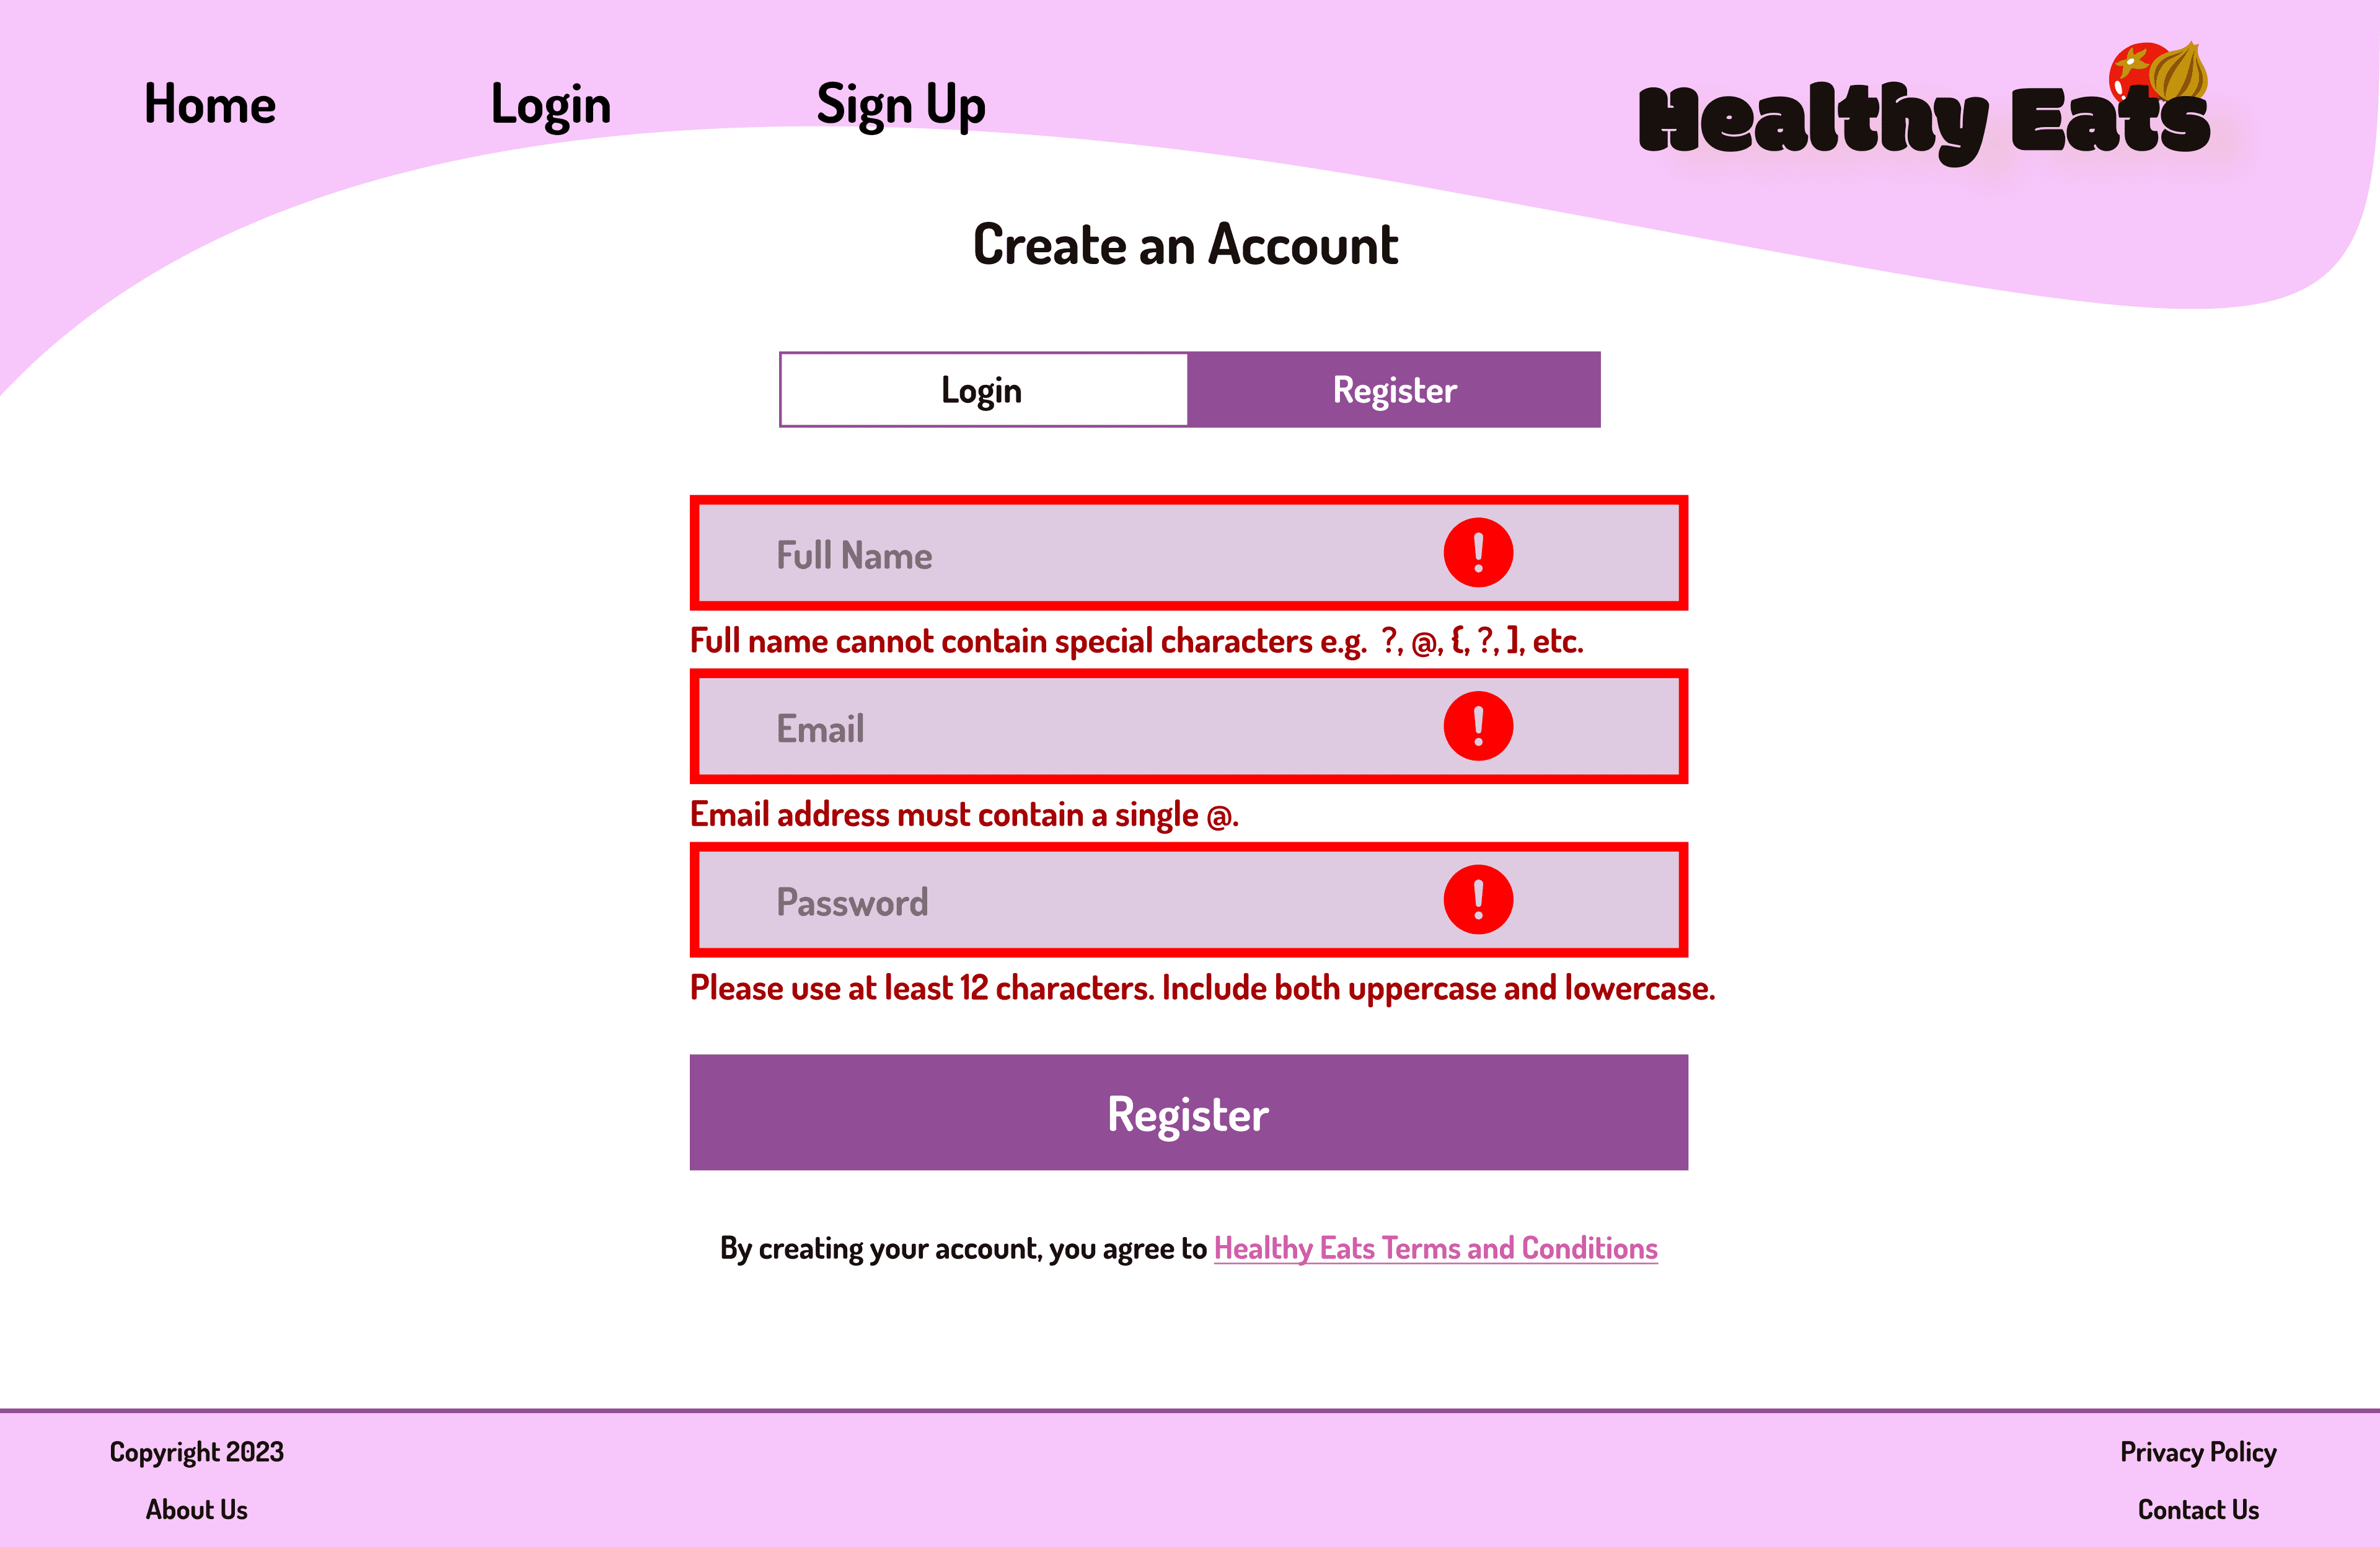 Home
Login
Sign Up
Healthy Eats
Create an Account
Login
Register
Full Name
Full name cannot contain special characters e.g.  ?, @, {, ?, ], etc.
Email
Email address must contain a single @.
Password
Please use at least 12 characters. Include both uppercase and lowercase.
Register
By creating your account, you agree to Healthy Eats Terms and Conditions
Copyright 2023
Privacy Policy
About Us
Contact Us